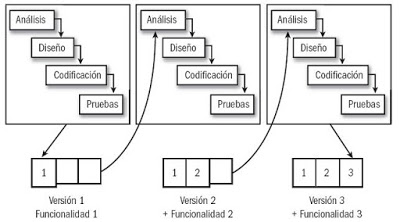 Análisis
Diseño
Codificación
Pruebas
Análisis
Diseño
Codificación
Pruebas
Análisis
Diseño
Codificación
Pruebas
1
Versión 1
Funcionalidad 1
1 2
Versión 2
+ Funcionalidad 2
1 2 3
Versión 3
+ Funcionalidad 3